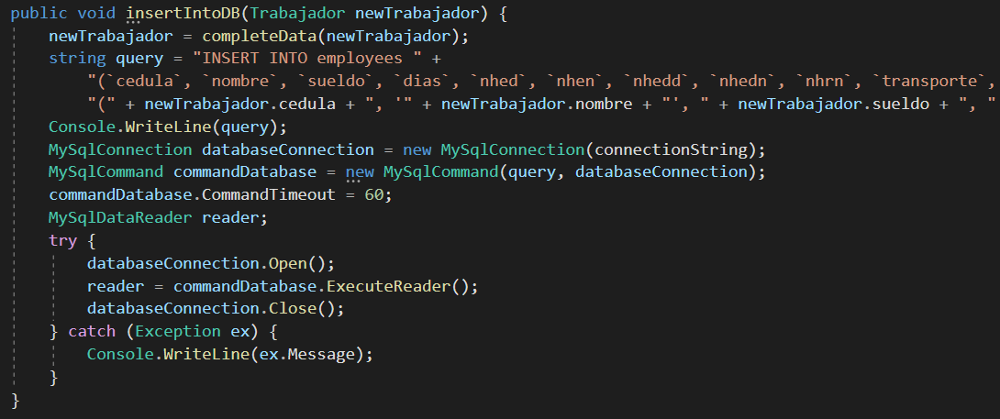 public void insertIntoDB(Trabajador newTrabajador) {
newTrabajador = completeData(newTrabajador);
string query = "INSERT INTO employees " +
"(`cedula`, `nombre`, `sueldo`, `dias`, `nhed`, `nhen`, `nhedd`, `nhedn`, `nhrn`, `transporte`,
"(" + newTrabajador.cedula + ", '" + newTrabajador.nombre + "', " + newTrabajador.sueldo + ", "
Console.WriteLine(query);
MySqlConnection databaseConnection = new MySqlConnection(connectionString);
MySqlCommand commandDatabase = new MySqlCommand(query, databaseConnection);
commandDatabase.CommandTimeout = 60;
MySqlDataReader reader;
try {
databaseConnection.Open();
reader = commandDatabase.ExecuteReader();
databaseConnection.Close();
} catch (Exception ex) {
Console.WriteLine(ex.Message);
}
}